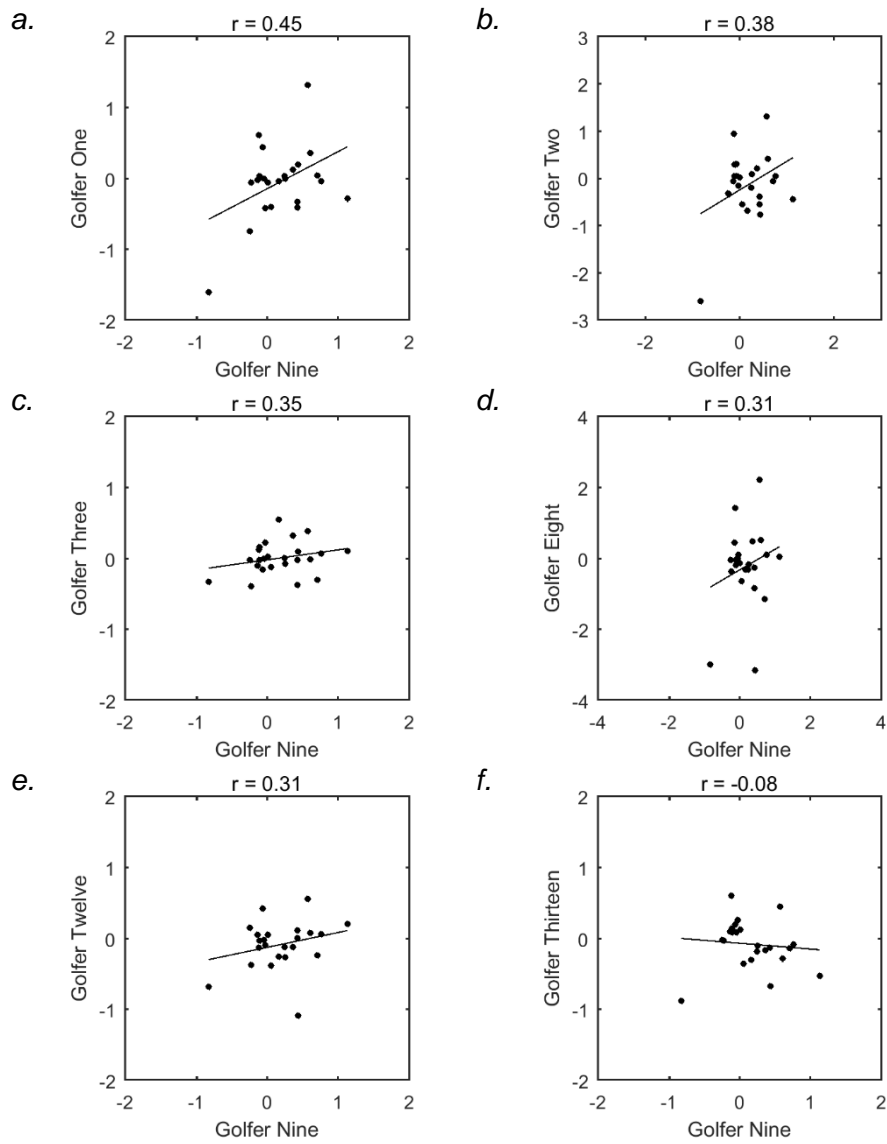 a.
r = 0.45
2
1
0
-1
-2
Golfer One
-2 -1 0 1 2
Golfer Nine
b.
r = 0.38
3
2
1
0
-1
-2
-3
Golfer Two
-2 0 2
Golfer Nine
c.
r = 0.35
2
1
0
-1
-2
Golfer Three
-2 -1 0 1 2
Golfer Nine
d.
r = 0.31
4
2
0
-2
-4
Golfer Eight
-4 -2 0 2 4
Golfer Nine
e.
r = 0.31
2
1
0
-1
-2
Golfer Twelve
-2 -1 0 1 2
Golfer Nine
f.
r = -0.08
2
1
0
-1
-2
Golfer Thirteen
-2 -1 0 1 2
Golfer Nine